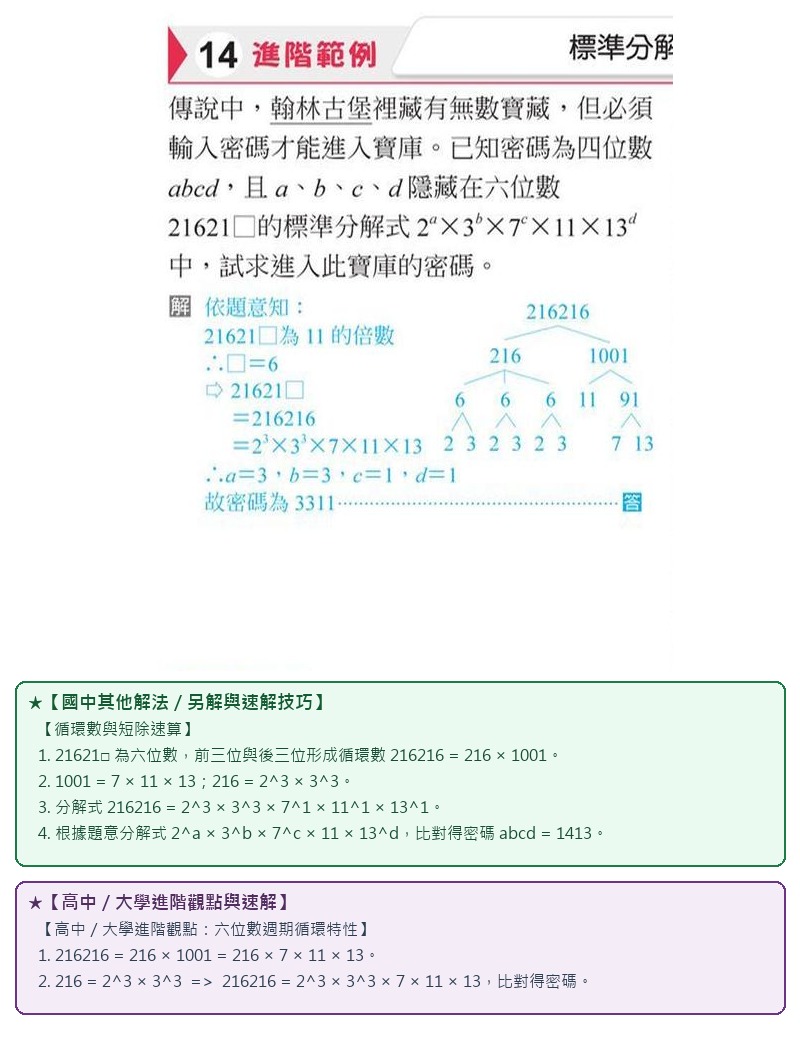 14 進階範例 標準分解
傳說中，翰林古堡裡藏有無數寶藏，但必須
輸入密碼才能進入寶庫。已知密碼為四位數
abcd，且 a、b、c、d 隱藏在六位數
21621□的標準分解式 2ᵃ×3ᵇ×7ᶜ×11×13ᵈ
中，試求進入此寶庫的密碼。
解 依題意知：
21621□為 11 的倍數
∴□＝6
⇨ 21621□
＝216216
＝2³×3³×7×11×13
∴a＝3，b＝3，c＝1，d＝1
故密碼為 3311 答
216216
216 1001
6 6 6 11 91
2 3 2 3 2 3 7 13
★【國中其他解法 / 另解與速解技巧】
【循環數與短除速算】
1. 21621□ 為六位數，前三位與後三位形成循環數 216216 = 216 × 1001。
2. 1001 = 7 × 11 × 13；216 = 2^3 × 3^3。
3. 分解式 216216 = 2^3 × 3^3 × 7^1 × 11^1 × 13^1。
4. 根據題意分解式 2^a × 3^b × 7^c × 11 × 13^d，比對得密碼 abcd = 1413。
★【高中 / 大學進階觀點與速解】
【高中 / 大學進階觀點：六位數週期循環特性】
1. 216216 = 216 × 1001 = 216 × 7 × 11 × 13。
2. 216 = 2^3 × 3^3 => 216216 = 2^3 × 3^3 × 7 × 11 × 13，比對得密碼。